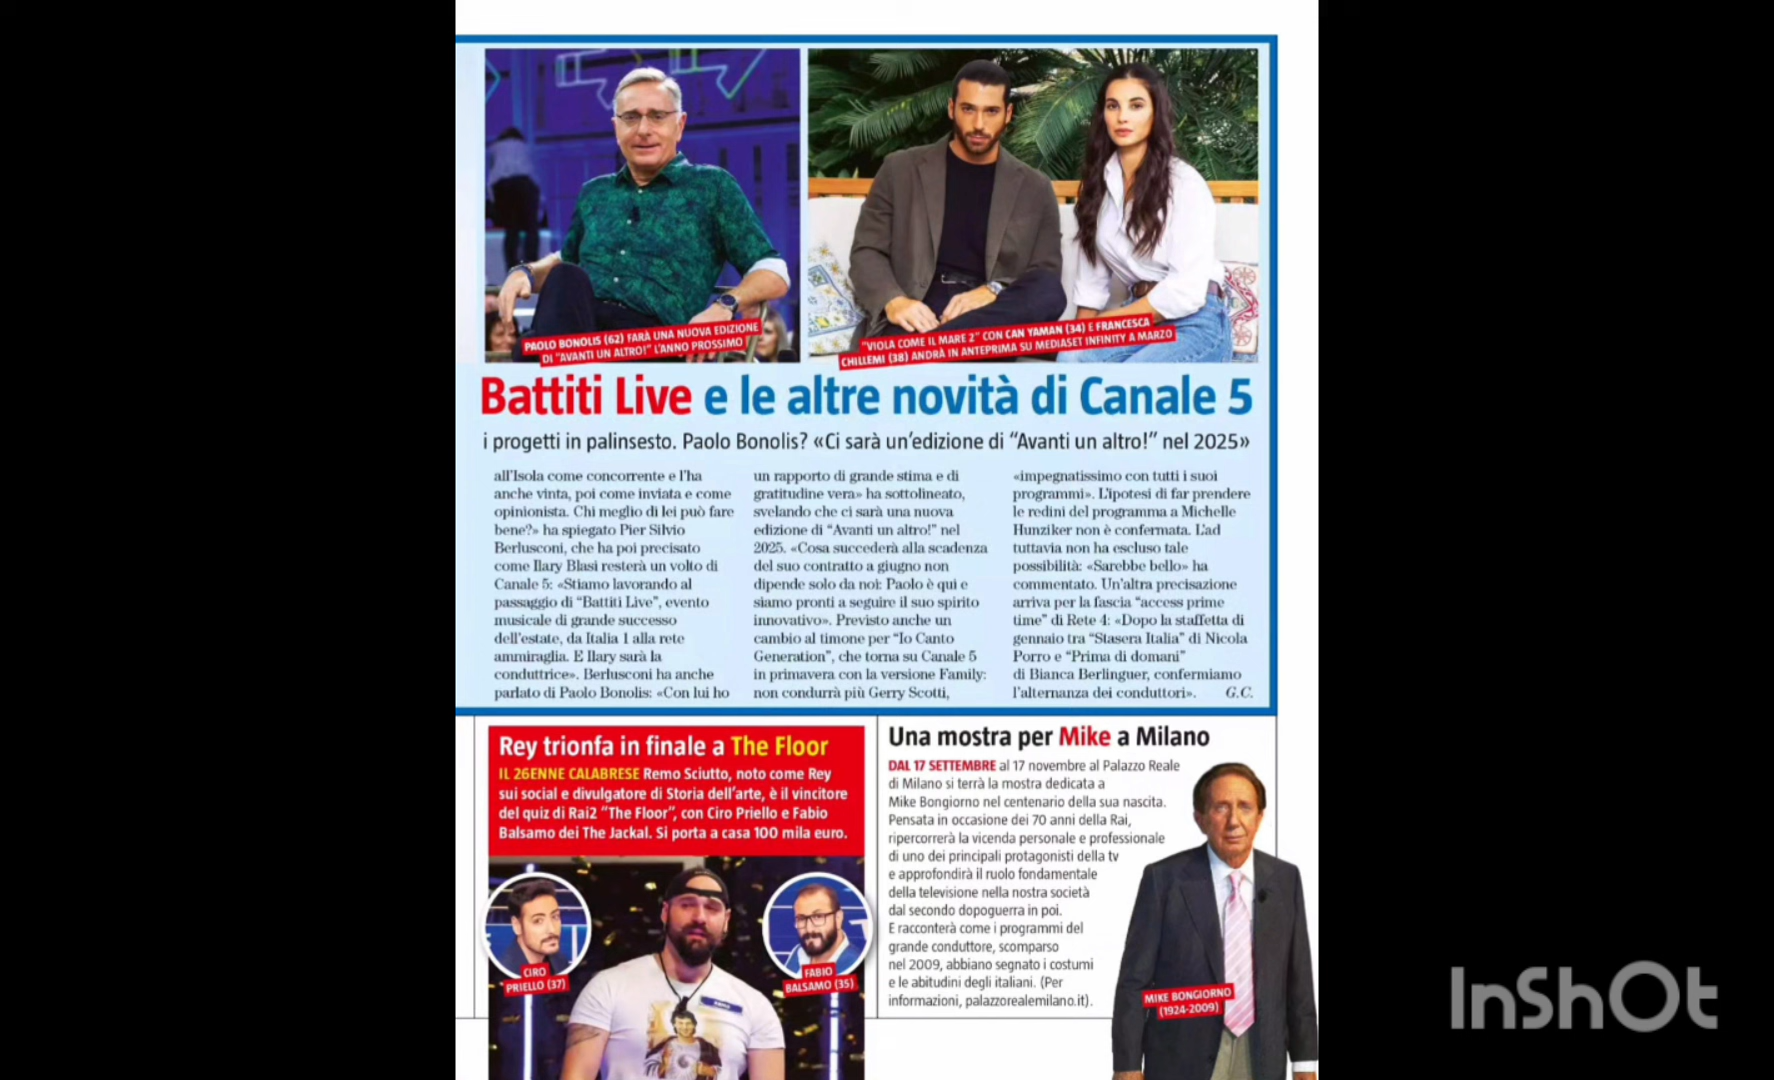 PAOLO BONOLIS (62) FARÀ UNA NUOVA EDIZIONE
DI "AVANTI UN ALTRO!" L'ANNO PROSSIMO
"VIOLA COME IL MARE 2" CON CAN YAMAN (34) E FRANCESCA
CHILLEMI (38) ANDRÀ IN ANTEPRIMA SU MEDIASET INFINITY A MARZO
Battiti Live e le altre novità di Canale 5
i progetti in palinsesto. Paolo Bonolis? «Ci sarà un'edizione di "Avanti un altro!" nel 2025»
all'Isola come concorrente e l'ha
anche vinta, poi come inviata e come
opinionista. Chi meglio di lei può fare
bene?» ha spiegato Pier Silvio
Berlusconi, che ha poi precisato
come Ilary Blasi resterà un volto di
Canale 5: «Stiamo lavorando al
passaggio di "Battiti Live", evento
musicale di grande successo
dell'estate, da Italia 1 alla rete
ammiraglia. E Ilary sarà la
conduttrice». Berlusconi ha anche
parlato di Paolo Bonolis: «Con lui ho
un rapporto di grande stima e di
gratitudine vera» ha sottolineato,
svelando che ci sarà una nuova
edizione di "Avanti un altro!" nel
2025. «Cosa succederà alla scadenza
del suo contratto a giugno non
dipende solo da noi: Paolo è qui e
siamo pronti a seguire il suo spirito
innovativo». Previsto anche un
cambio al timone per "Io Canto
Generation", che torna su Canale 5
in primavera con la versione Family:
non condurrà più Gerry Scotti,
«impegnatissimo con tutti i suoi
programmi». L'ipotesi di far prendere
le redini del programma a Michelle
Hunziker non è confermata. L'ad
tuttavia non ha escluso tale
possibilità: «Sarebbe bello» ha
commentato. Un'altra precisazione
arriva per la fascia "access prime
time" di Rete 4: «Dopo la staffetta di
gennaio tra "Stasera Italia" di Nicola
Porro e "Prima di domani"
di Bianca Berlinguer, confermiamo
l'alternanza dei conduttori». G.C.
Rey trionfa in finale a The Floor
IL 26ENNE CALABRESE Remo Sciutto, noto come Rey
sui social e divulgatore di Storia dell'arte, è il vincitore
del quiz di Rai2 "The Floor", con Ciro Priello e Fabio
Balsamo dei The Jackal. Si porta a casa 100 mila euro.
CIRO
PRIELLO (37)
FABIO
BALSAMO (35)
Una mostra per Mike a Milano
DAL 17 SETTEMBRE al 17 novembre al Palazzo Reale
di Milano si terrà la mostra dedicata a
Mike Bongiorno nel centenario della sua nascita.
Pensata in occasione dei 70 anni della Rai,
ripercorrerà la vicenda personale e professionale
di uno dei principali protagonisti della tv
e approfondirà il ruolo fondamentale
della televisione nella nostra società
dal secondo dopoguerra in poi.
E racconterà come i programmi del
grande conduttore, scomparso
nel 2009, abbiano segnato i costumi
e le abitudini degli italiani. (Per
informazioni, palazzorealemilano.it).
MIKE BONGIORNO
(1924-2009)
InShOt